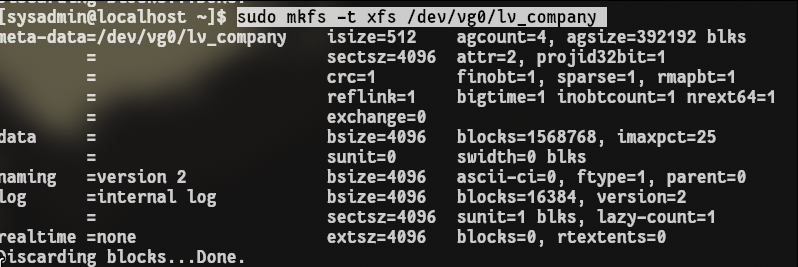 Discarding blocks...Done.
[sysadmin@localhost ~]$ sudo mkfs -t xfs /dev/vg0/lv_company
meta-data=/dev/vg0/lv_company    isize=512    agcount=4, agsize=392192 blks
         =                       sectsz=4096  attr=2, projid32bit=1
         =                       crc=1        finobt=1, sparse=1, rmapbt=1
         =                       reflink=1    bigtime=1 inobtcount=1 nrext64=1
         =                       exchange=0
data     =                       bsize=4096   blocks=1568768, imaxpct=25
         =                       sunit=0      swidth=0 blks
naming   =version 2              bsize=4096   ascii-ci=0, ftype=1, parent=0
log      =internal log           bsize=4096   blocks=16384, version=2
         =                       sectsz=4096  sunit=1 blks, lazy-count=1
realtime =none                   extsz=4096   blocks=0, rtextents=0
Discarding blocks...Done.